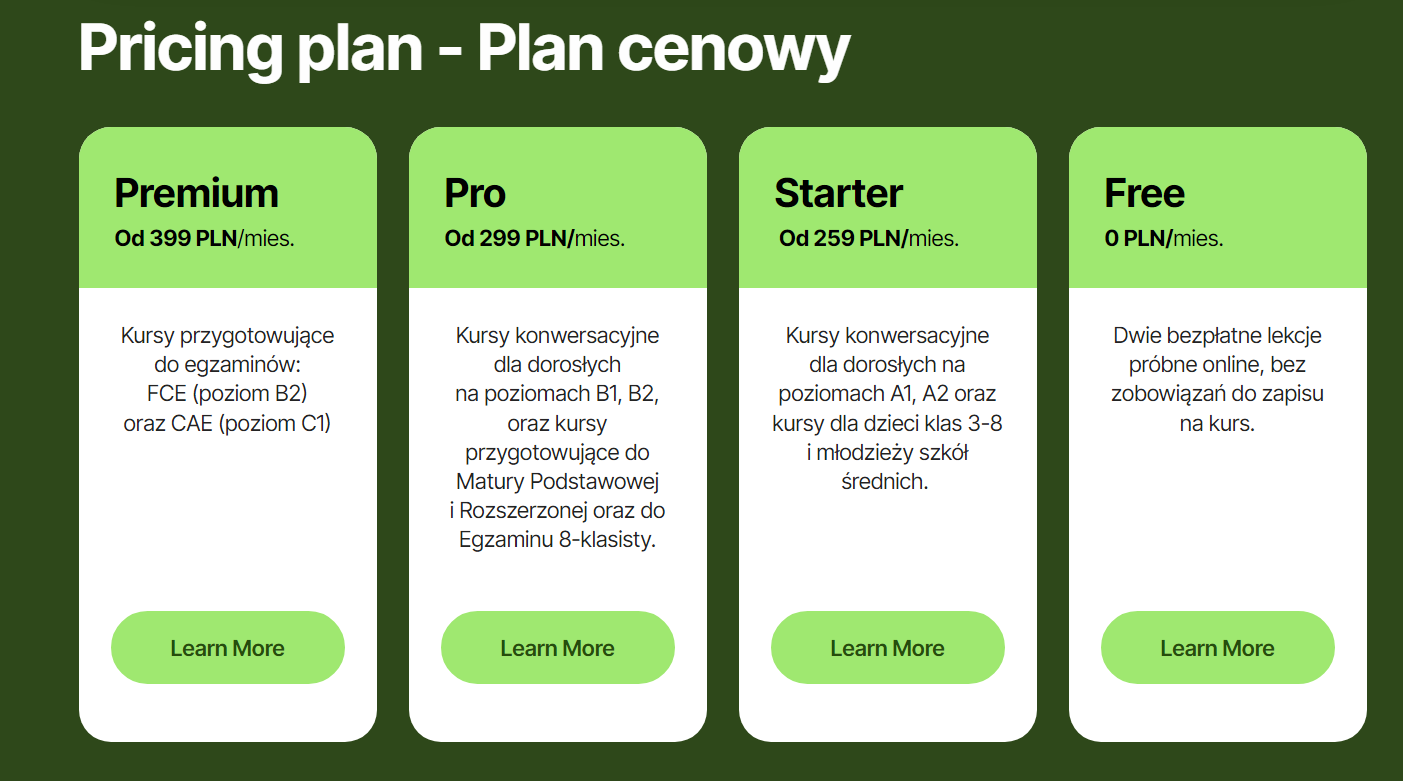 Pricing plan - Plan cenowy
Premium
Od 399 PLN/mies.
Kursy przygotowujące
do egzaminów:
FCE (poziom B2)
oraz CAE (poziom C1)
Learn More
Pro
Od 299 PLN/mies.
Kursy konwersacyjne
dla dorosłych
na poziomach B1, B2,
oraz kursy
przygotowujące do
Matury Podstawowej
i Rozszerzonej oraz do
Egzaminu 8-klasisty.
Learn More
Starter
Od 259 PLN/mies.
Kursy konwersacyjne
dla dorosłych na
poziomach A1, A2 oraz
kursy dla dzieci klas 3-8
i młodzieży szkół
średnich.
Learn More
Free
0 PLN/mies.
Dwie bezpłatne lekcje
próbne online, bez
zobowiązań do zapisu
na kurs.
Learn More